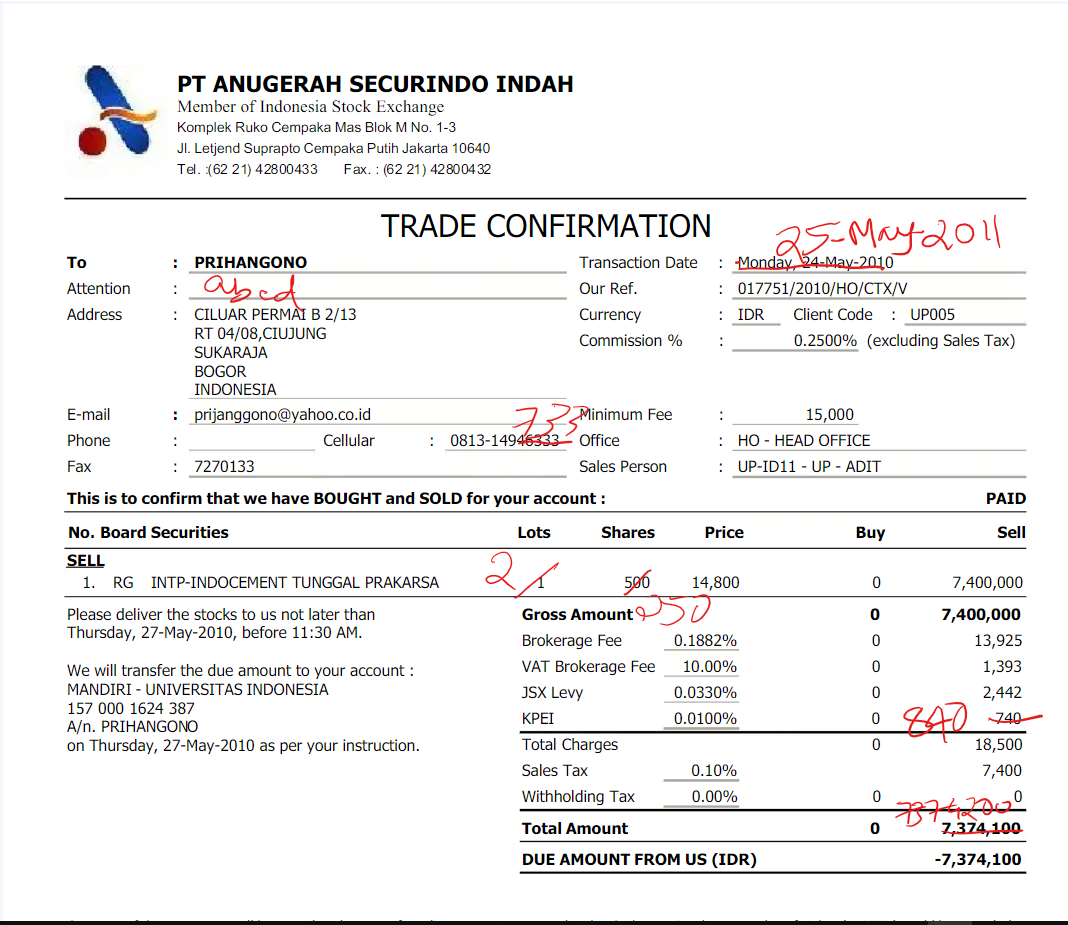 PT ANUGERAH SECURINDO INDAH
Member of Indonesia Stock Exchange
Komplek Ruko Cempaka Mas Blok M No. 1-3
Jl. Letjend Suprapto Cempaka Putih Jakarta 10640
Tel. :(62 21) 42800433 Fax. : (62 21) 42800432
TRADE CONFIRMATION
25-May 2011
To : PRIHANGONO Transaction Date : Monday, 24-May-2010
Attention : abcd Our Ref. : 017751/2010/HO/CTX/V
Address : CILUAR PERMAI B 2/13 Currency : IDR Client Code : UP005
RT 04/08,CIUJUNG Commission % : 0.2500% (excluding Sales Tax)
SUKARAJA
BOGOR
INDONESIA
E-mail : prijanggono@yahoo.co.id Minimum Fee : 15,000
733
Phone : Cellular : 0813-14946333 Office : HO - HEAD OFFICE
Fax : 7270133 Sales Person : UP-ID11 - UP - ADIT
This is to confirm that we have BOUGHT and SOLD for your account : PAID
No. Board Securities Lots Shares Price Buy Sell
SELL
1. RG INTP-INDOCEMENT TUNGGAL PRAKARSA 2 1 500 14,800 0 7,400,000
Please deliver the stocks to us not later than
Thursday, 27-May-2010, before 11:30 AM.
We will transfer the due amount to your account :
MANDIRI - UNIVERSITAS INDONESIA
157 000 1624 387
A/n. PRIHANGONO
on Thursday, 27-May-2010 as per your instruction.
Gross Amount 250 0 7,400,000
Brokerage Fee 0.1882% 0 13,925
VAT Brokerage Fee 10.00% 0 1,393
JSX Levy 0.0330% 0 2,442
KPEI 0.0100% 0 840 740
Total Charges 0 18,500
Sales Tax 0.10% 7,400
Withholding Tax 0.00% 0 0
7374200
Total Amount 0 7,374,100
DUE AMOUNT FROM US (IDR) -7,374,100